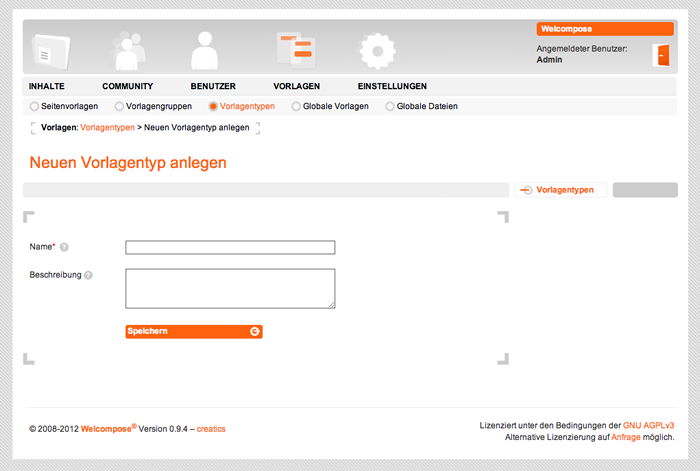 Welcompose
Angemeldeter Benutzer:
Admin
INHALTE COMMUNITY BENUTZER VORLAGEN EINSTELLUNGEN
Seitenvorlagen Vorlagengruppen Vorlagentypen Globale Vorlagen Globale Dateien
Vorlagen: Vorlagentypen > Neuen Vorlagentyp anlegen
Neuen Vorlagentyp anlegen
Vorlagentypen
Name* ?
Beschreibung ?
Speichern
© 2008-2012 Welcompose® Version 0.9.4 – creatics
Lizenziert unter den Bedingungen der GNU AGPLv3
Alternative Lizenzierung auf Anfrage möglich.